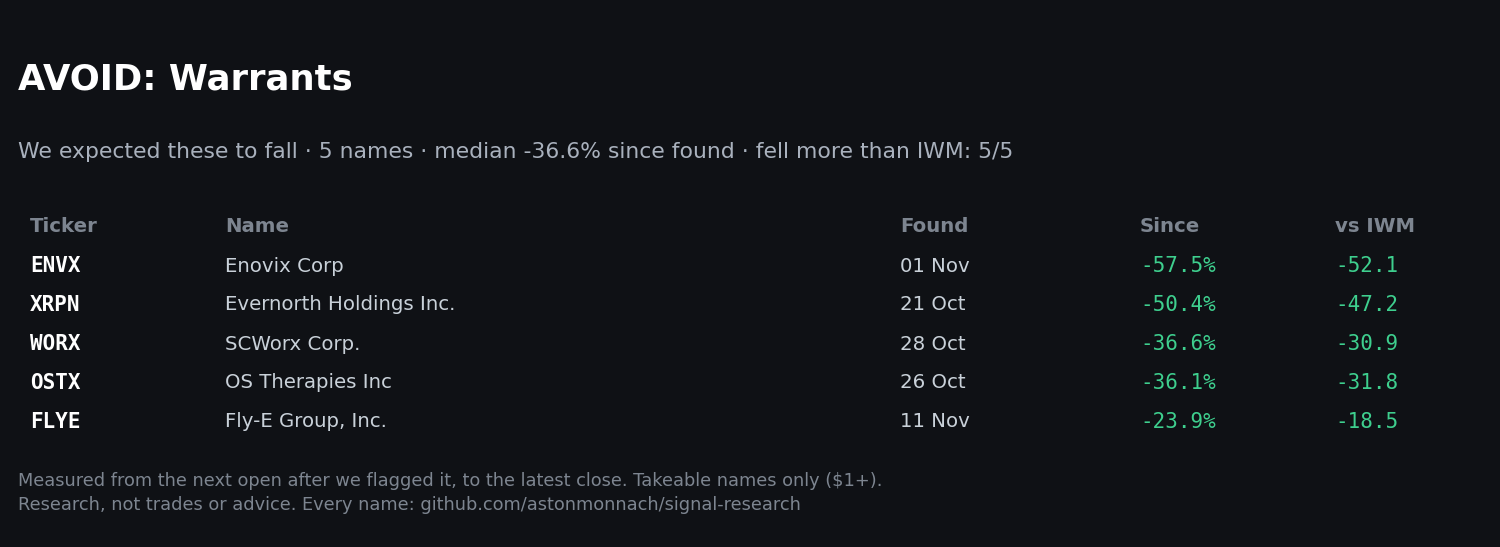 AVOID: Warrants
We expected these to fall · 5 names · median -36.6% since found · fell more than IWM: 5/5
Ticker Name Found Since vs IWM
ENVX Enovix Corp 01 Nov -57.5% -52.1
XRPN Evernorth Holdings Inc. 21 Oct -50.4% -47.2
WORX SCWorx Corp. 28 Oct -36.6% -30.9
OSTX OS Therapies Inc 26 Oct -36.1% -31.8
FLYE Fly-E Group, Inc. 11 Nov -23.9% -18.5
Measured from the next open after we flagged it, to the latest close. Takeable names only ($1+).
Research, not trades or advice. Every name: github.com/astonmonnach/signal-research